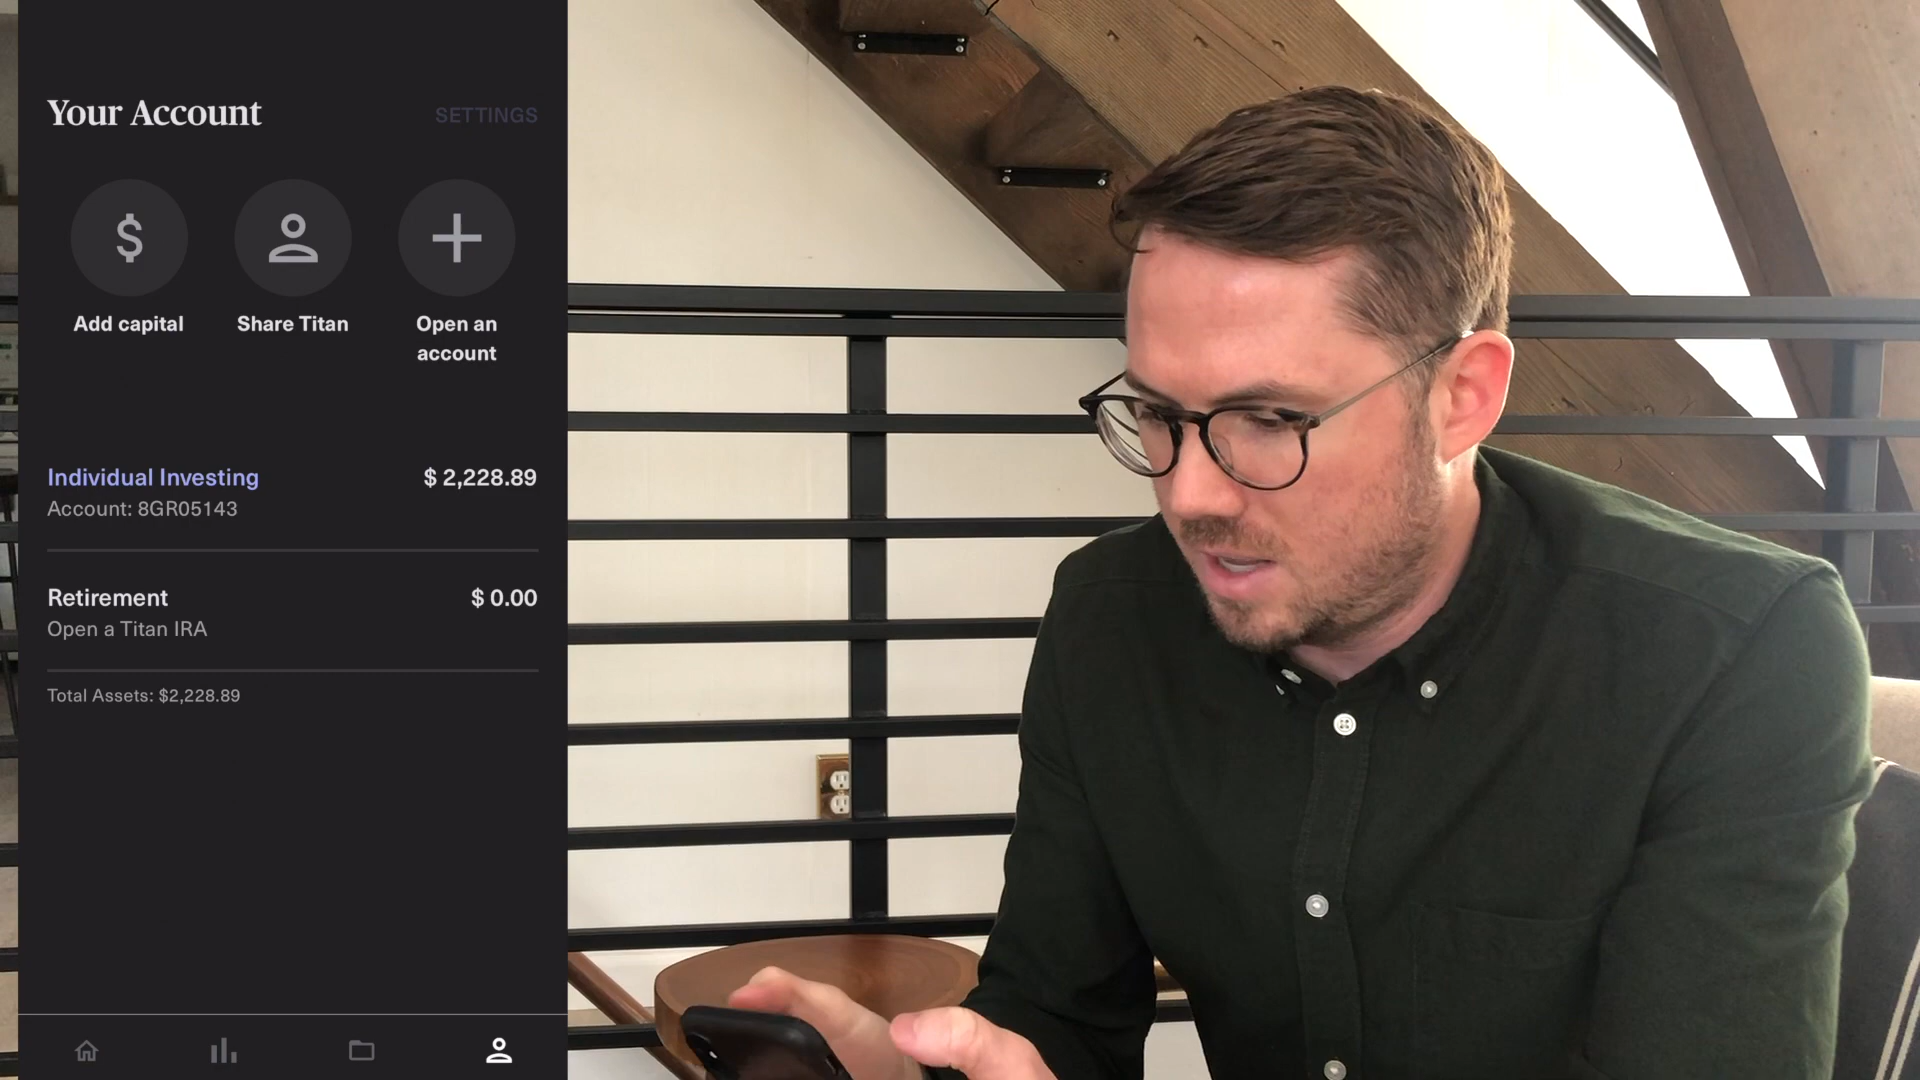 Your Account
SETTINGS
Add capital
Share Titan
Open an
account
Individual Investing
$ 2,228.89
Account: 8GR05143
Retirement
$ 0.00
Open a Titan IRA
Total Assets: $2,228.89